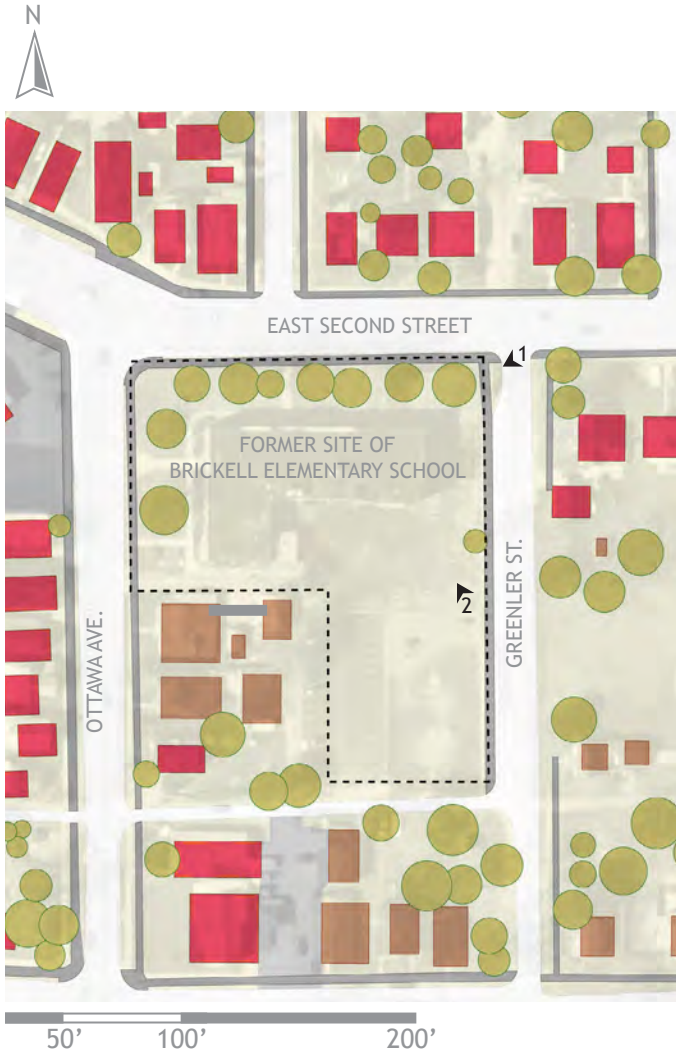 N
EAST SECOND STREET
1
FORMER SITE OF
BRICKELL ELEMENTARY SCHOOL
GREENLER ST.
2
OTTAWA AVE.
50’
100’
200’